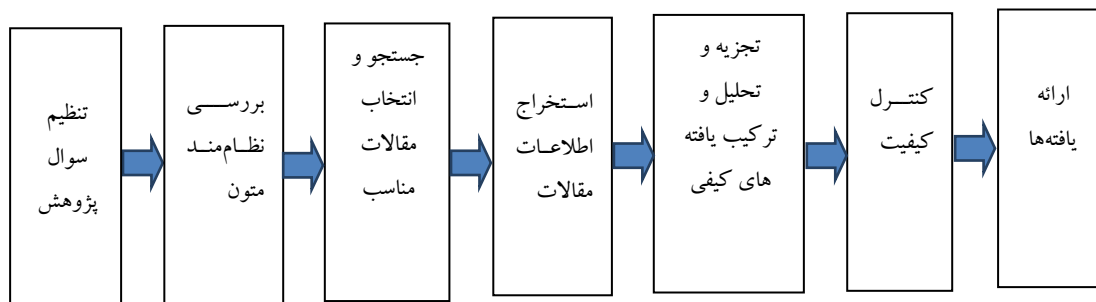 تنظیم
سوال
پژوهش
بررسی
نظام‌مند
متون
جستجو و
انتخاب
مقالات
مناسب
استخراج
اطلاعات
مقالات
تجزیه و
تحلیل و
ترکیب یافته
های کیفی
کنترل
کیفیت
ارائه
یافته‌ها